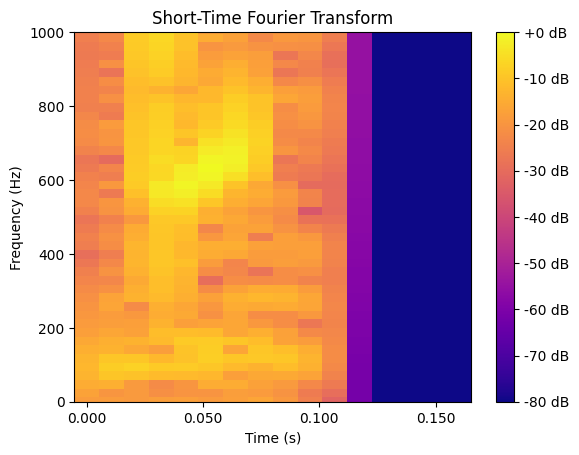 Short-Time Fourier Transform
1000
800
600
400
200
0
Frequency (Hz)
0.000
0.050
0.100
0.150
Time (s)
+0 dB
-10 dB
-20 dB
-30 dB
-40 dB
-50 dB
-60 dB
-70 dB
-80 dB